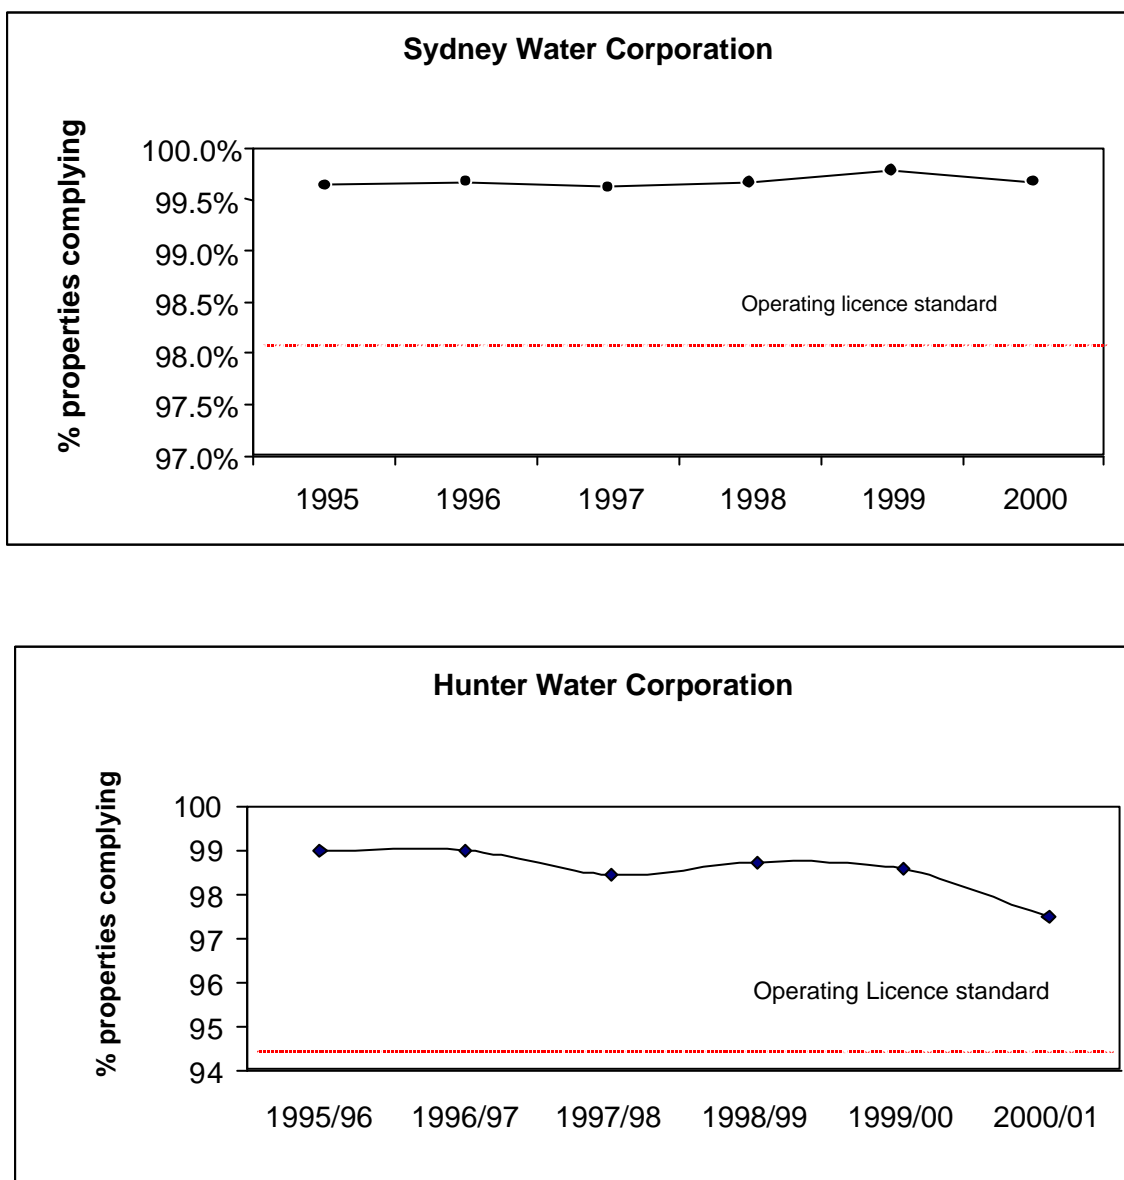 Sydney Water Corporation
% properties complying
100.0%
99.5%
99.0%
98.5%
98.0%
97.5%
97.0%
Operating licence standard
1995 1996 1997 1998 1999 2000
Hunter Water Corporation
% properties complying
100
99
98
97
96
95
94
Operating Licence standard
1995/96 1996/97 1997/98 1998/99 1999/00 2000/01